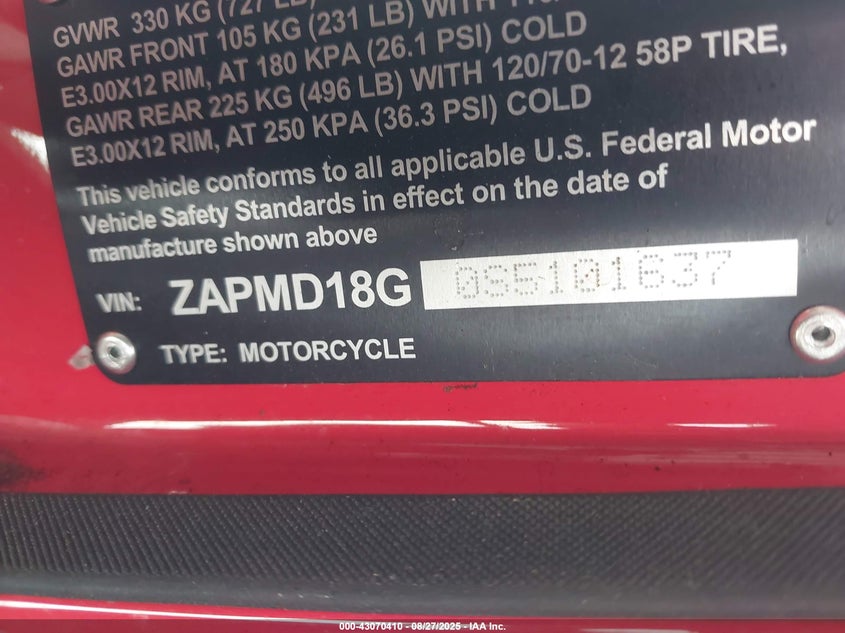 GVWR 330 KG (727 LB)
GAWR FRONT 105 KG (231 LB) WITH
E3.00X12 RIM, AT 180 KPA (26.1 PSI) COLD
GAWR REAR 225 KG (496 LB) WITH 120/70-12 58P TIRE,
E3.00X12 RIM, AT 250 KPA (36.3 PSI) COLD
This vehicle conforms to all applicable U.S. Federal Motor
Vehicle Safety Standards in effect on the date of
manufacture shown above
VIN: ZAPMD18G 0S5101637
TYPE: MOTORCYCLE
000-43070410 - 08/27/2025 - IAA Inc.